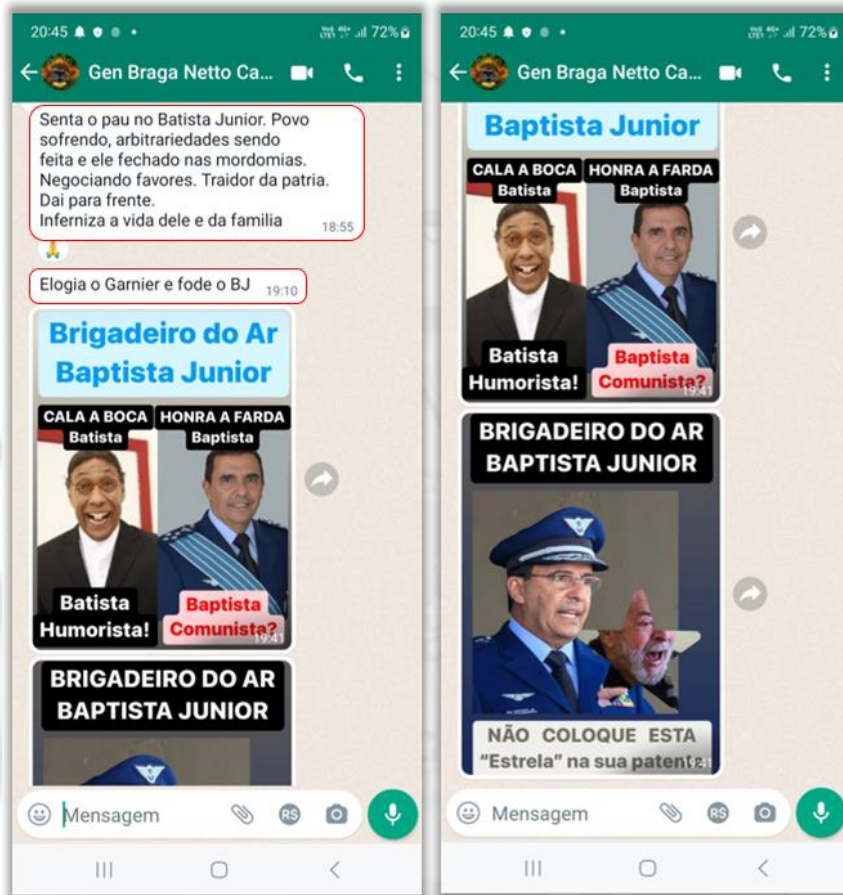 20:45
72%
Gen Braga Netto Ca...
Senta o pau no Batista Junior. Povo
sofrendo, arbitrariedades sendo
feita e ele fechado nas mordomias.
Negociando favores. Traidor da patria.
Dai para frente.
Inferniza a vida dele e da familia
18:55
Elogia o Garnier e fode o BJ
19:10
Brigadeiro do Ar
Baptista Junior
CALA A BOCA
Batista
HONRA A FARDA
Baptista
Batista
Humorista!
Baptista
Comunista?
19:41
BRIGADEIRO DO AR
BAPTISTA JUNIOR
Mensagem
R$
20:45
72%
Gen Braga Netto Ca...
Baptista Junior
CALA A BOCA
Batista
HONRA A FARDA
Baptista
Batista
Humorista!
Baptista
Comunista?
19:41
BRIGADEIRO DO AR
BAPTISTA JUNIOR
NÃO COLOQUE ESTA
"Estrela" na sua patente
19:41
Mensagem
R$